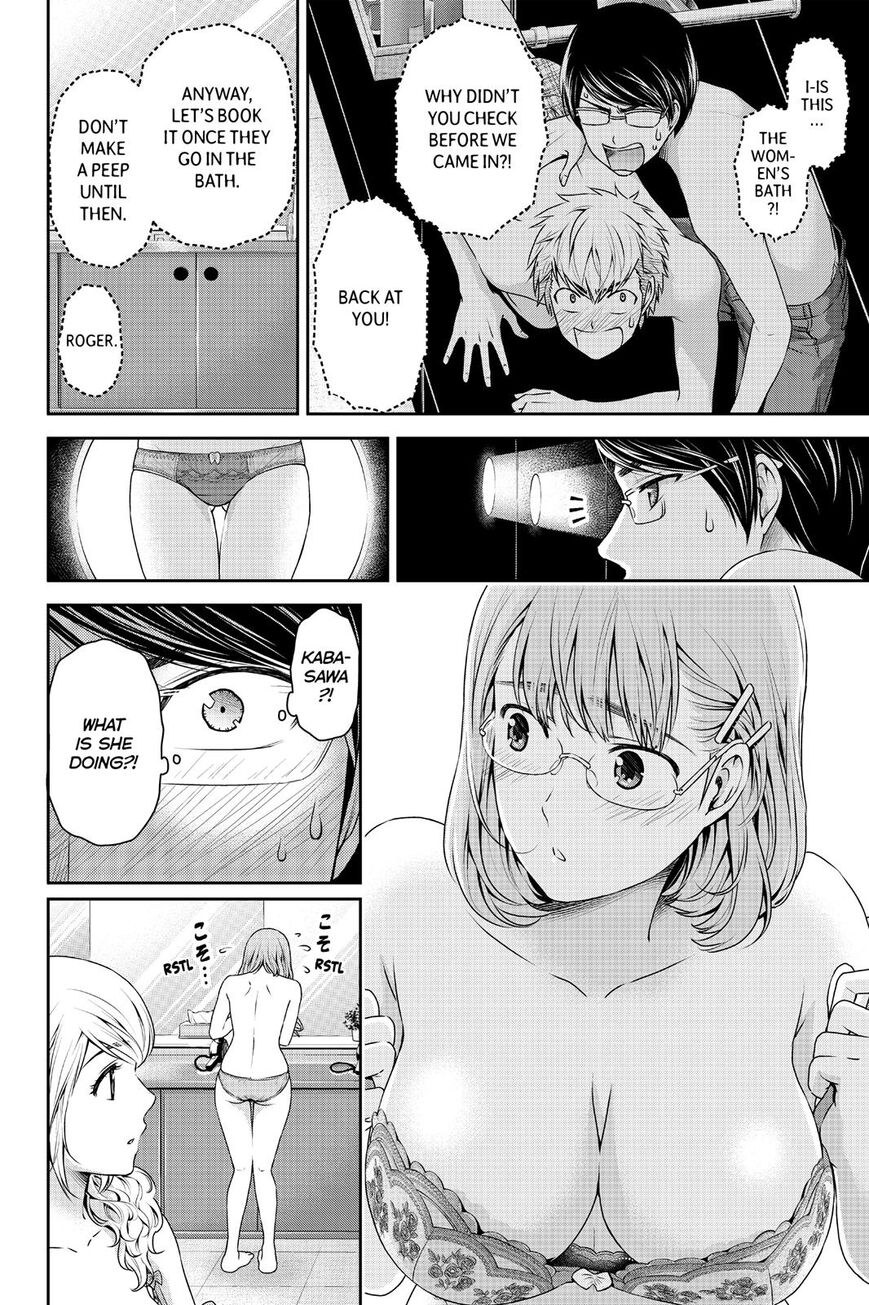 I-IS
THIS
...
THE
WOM-
EN'S
BATH
?!
WHY DIDN'T
YOU CHECK
BEFORE WE
CAME IN?!
BACK AT
YOU!
ANYWAY,
LET'S BOOK
IT ONCE THEY
GO IN THE
BATH.
DON'T
MAKE
A PEEP
UNTIL
THEN.
ROGER.
KABA-
SAWA
?!
WHAT
IS SHE
DOING?!
こそ
RSTL
こそ...
RSTL